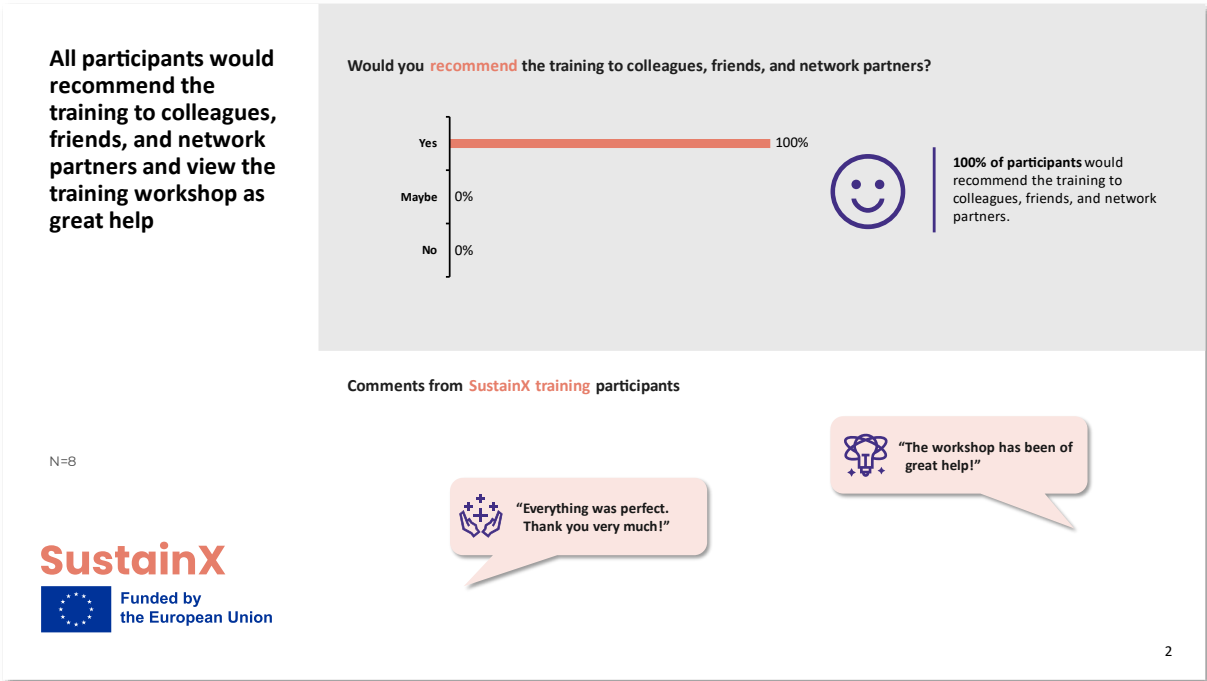 All participants would
recommend the
training to colleagues,
friends, and network
partners and view the
training workshop as
great help
N=8
SustainX
Funded by
the European Union
Would you recommend the training to colleagues, friends, and network partners?
Yes
100%
Maybe
0%
No
0%
100% of participants would
recommend the training to
colleagues, friends, and network
partners.
Comments from SustainX training participants
“Everything was perfect.
Thank you very much!”
“The workshop has been of
great help!”
2